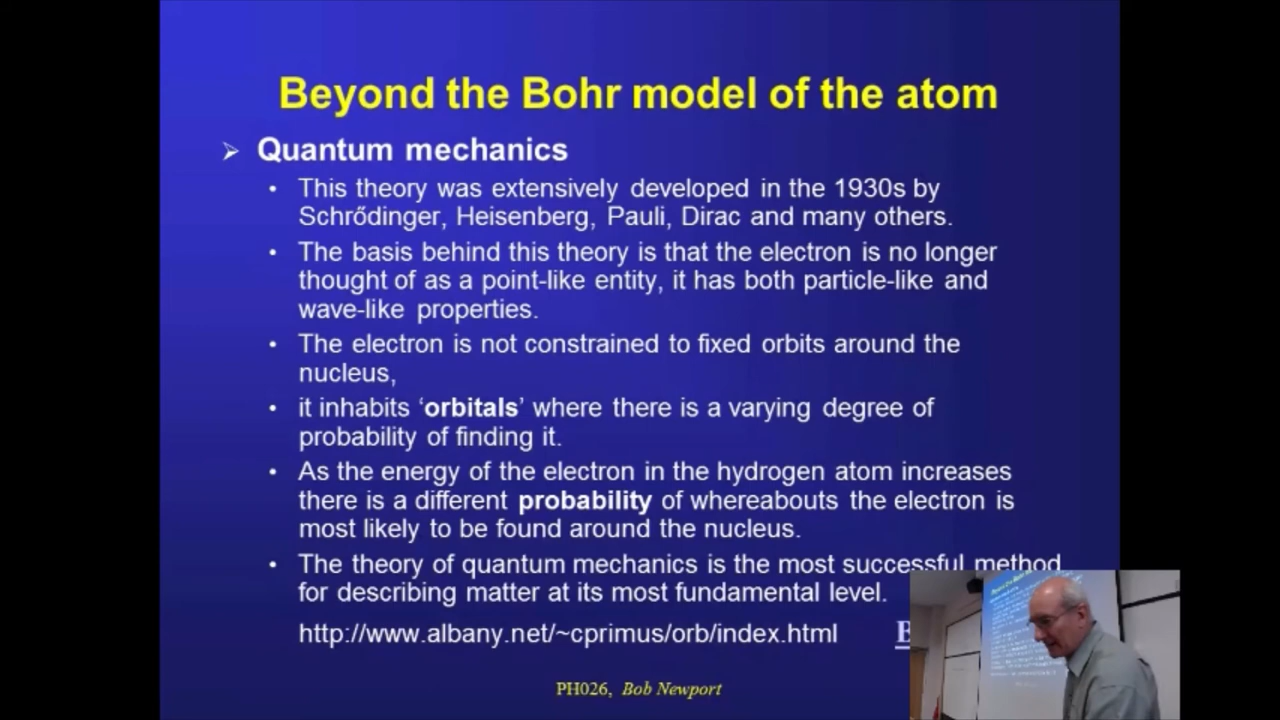 Beyond the Bohr model of the atom
Quantum mechanics
This theory was extensively developed in the 1930s by
Schrődinger, Heisenberg, Pauli, Dirac and many others.
The basis behind this theory is that the electron is no longer
thought of as a point-like entity, it has both particle-like and
wave-like properties.
The electron is not constrained to fixed orbits around the
nucleus,
it inhabits ‘orbitals’ where there is a varying degree of
probability of finding it.
As the energy of the electron in the hydrogen atom increases
there is a different probability of whereabouts the electron is
most likely to be found around the nucleus.
The theory of quantum mechanics is the most successful method
for describing matter at its most fundamental level.
http://www.albany.net/~cprimus/orb/index.html
PH026, Bob Newport